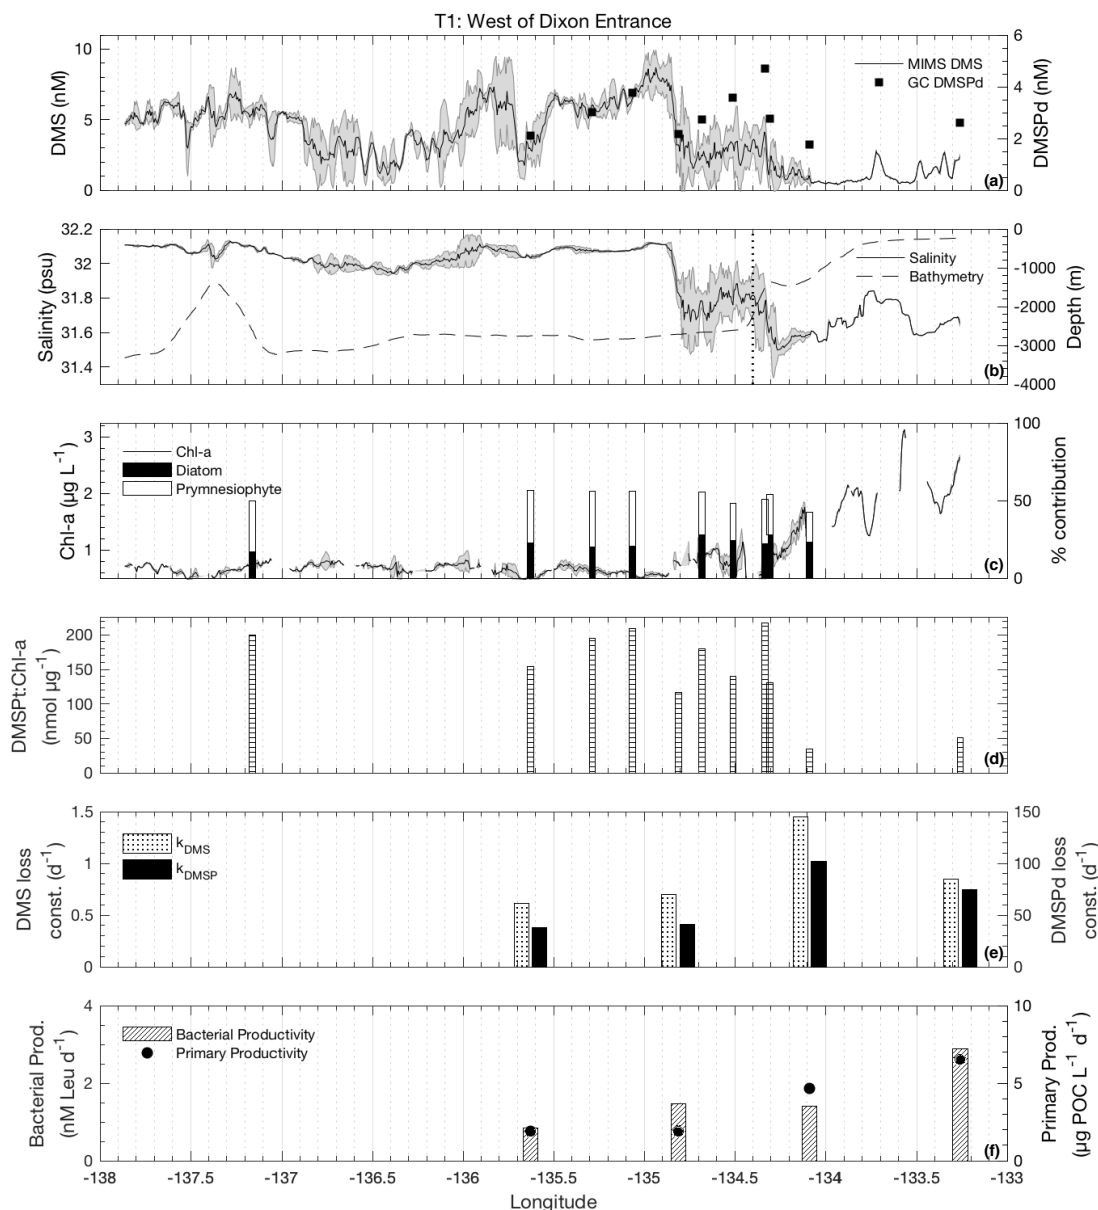 T1: West of Dixon Entrance
DMS (nM)
10
5
0
MIMS DMS
GC DMSPd
6
5
4
3
2
1
0
DMSPd (nM)
(a)
Salinity (psu)
32.2
32
31.8
31.6
31.4
Salinity
Bathymetry
0
-1000
-2000
-3000
-4000
Depth (m)
(b)
Chl-a (µg L-1)
3
2
1
Chl-a
Diatom
Prymnesiophyte
100
50
0
% contribution
(c)
DMSPt:Chl-a
(nmol µg-1)
200
150
100
50
0
(d)
DMS loss
const. (d-1)
1.5
1
0.5
0
kDMS
kDMSP
150
100
50
0
DMSPd loss
const. (d-1)
(e)
Bacterial Prod.
(nM Leu d-1)
4
2
0
Bacterial Productivity
Primary Productivity
10
5
0
Primary Prod.
(µg POC L-1 d-1)
(f)
-138 -137.5 -137 -136.5 -136 -135.5 -135 -134.5 -134 -133.5 -133
Longitude